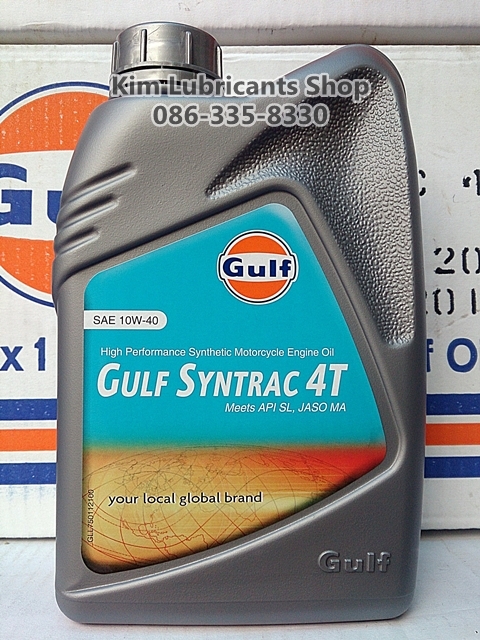 Kim Lubricants Shop
086-335-8330
Gulf
SAE 10W-40
High Performance Synthetic Motorcycle Engine Oil
GULF SYNTRAC 4T
Meets API SL, JASO MA
your local global brand
Gulf
x1